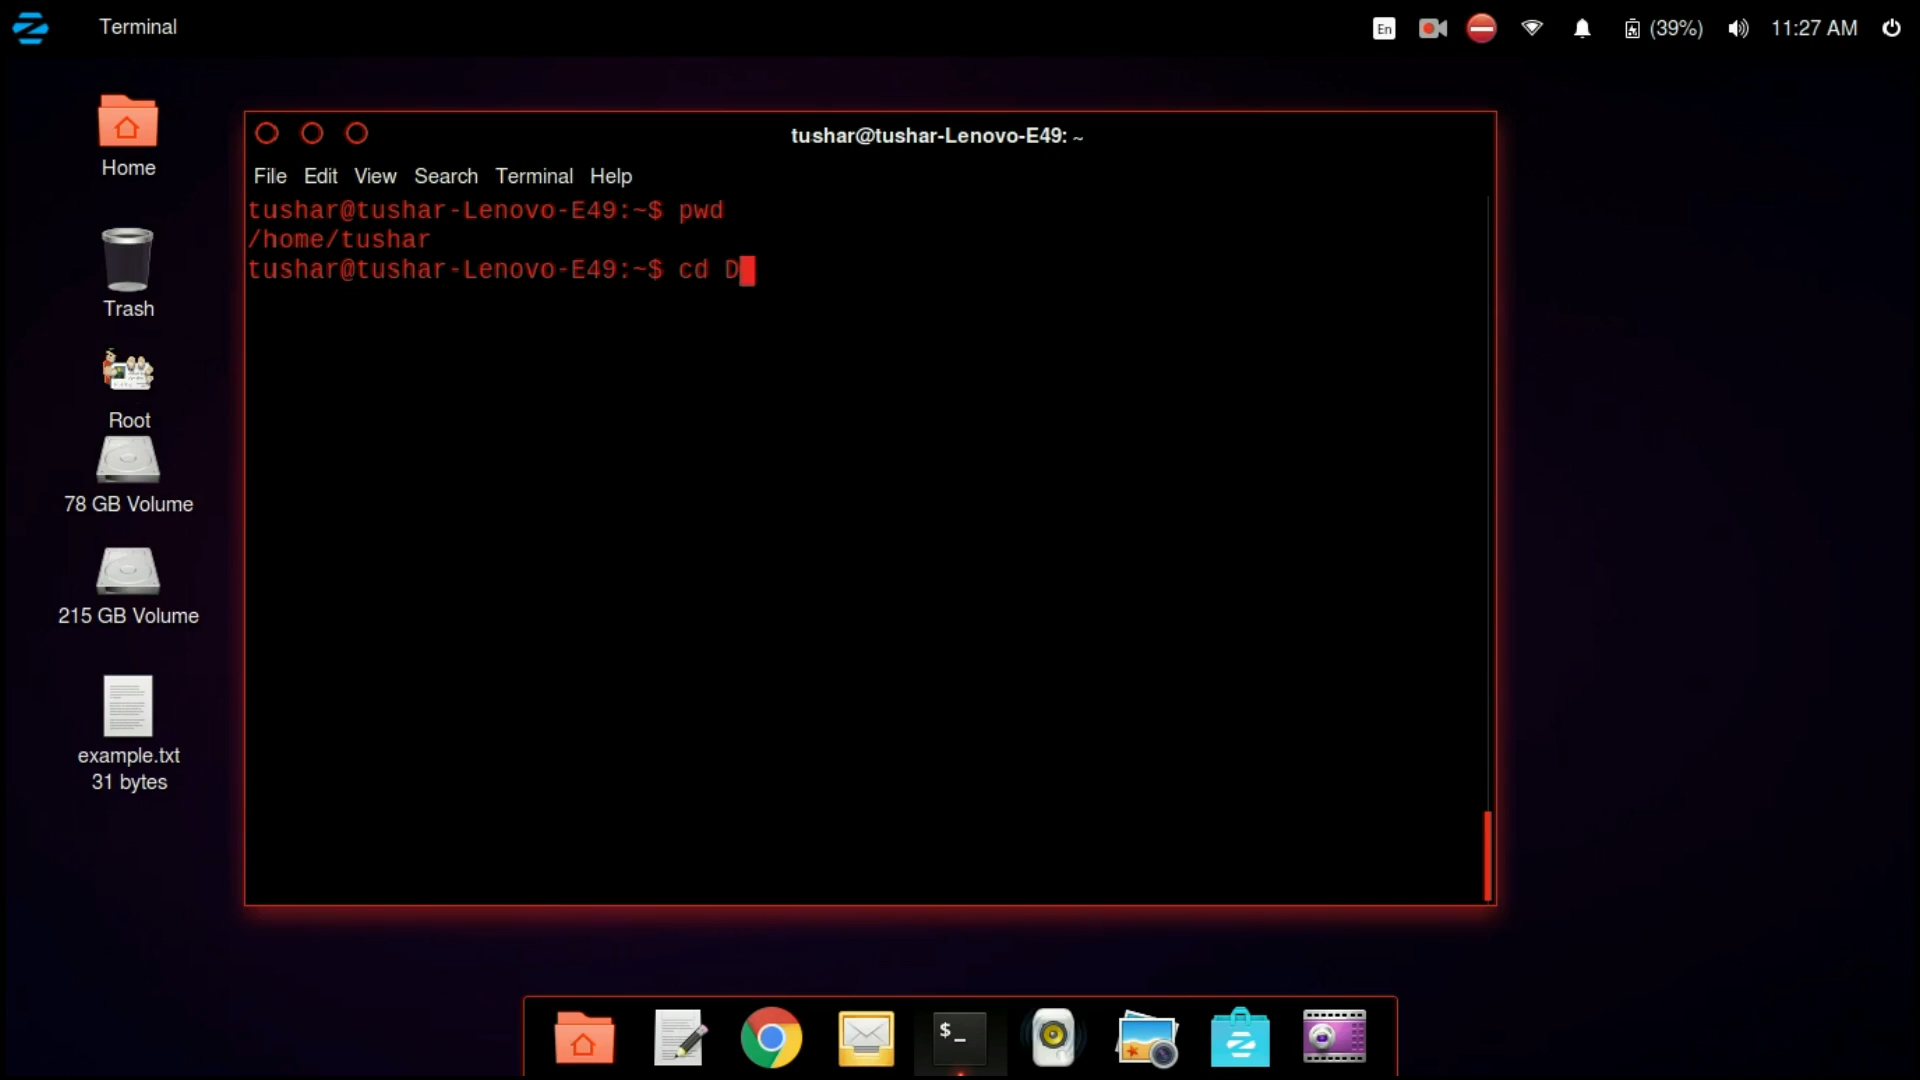 Terminal
En
(39%)
11:27 AM
Home
Trash
Root
78 GB Volume
215 GB Volume
example.txt
31 bytes
tushar@tushar-Lenovo-E49: ~
File Edit View Search Terminal Help
tushar@tushar-Lenovo-E49:~$ pwd
/home/tushar
tushar@tushar-Lenovo-E49:~$ cd D
$ _